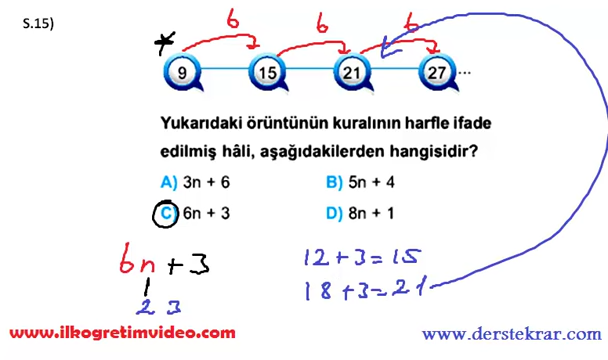 S.15)
6 6 6
9 15 21 27 ...
Yukarıdaki örüntünün kuralının harfle ifade
edilmiş hâli, aşağıdakilerden hangisidir?
A) 3n + 6 B) 5n + 4
C) 6n + 3 D) 8n + 1
6n + 3 12 + 3 = 15
1
2 3 18 + 3 = 21
www.ilkogretimvideo.com www.derstekrar.com